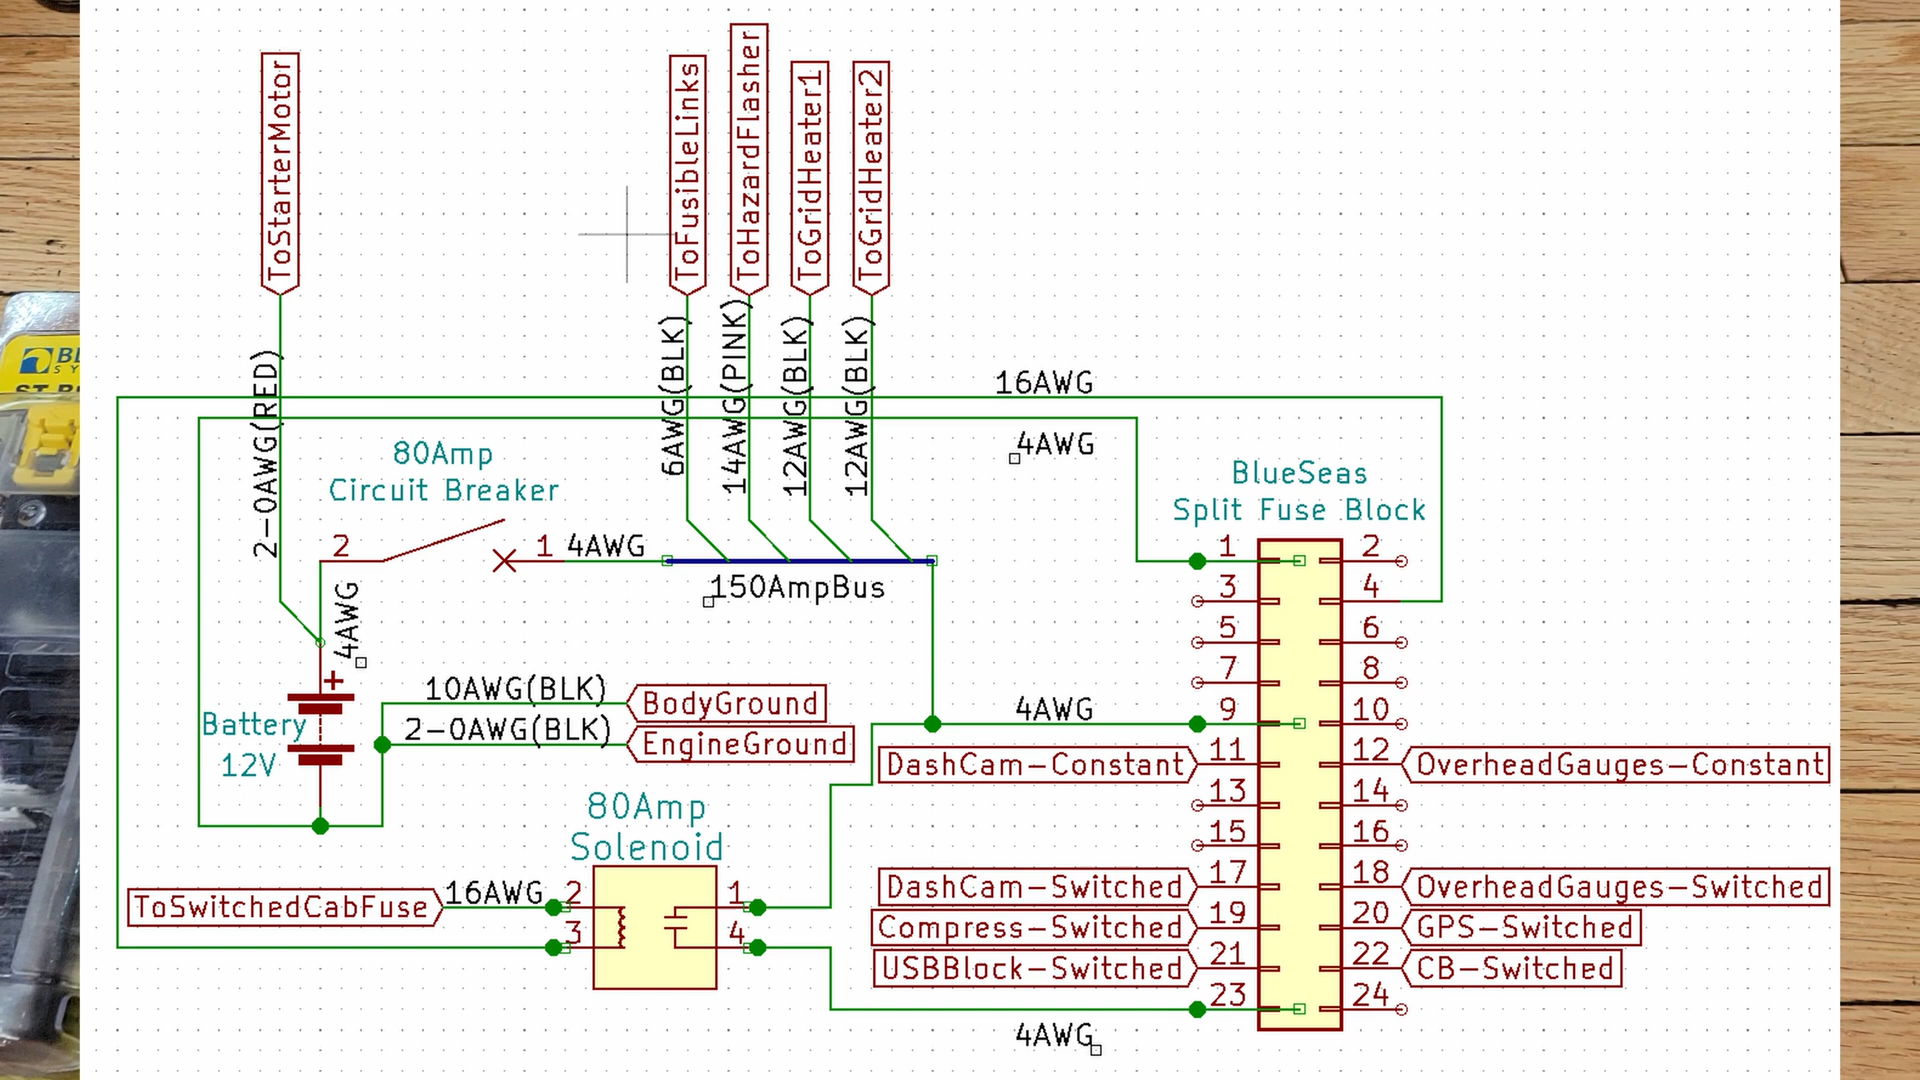 ToStarterMotor
ToFusibleLinks
ToHazardFlasher
ToGridHeater1
ToGridHeater2
2-0AWG(RED)
6AWG(BLK)
14AWG(PINK)
12AWG(BLK)
12AWG(BLK)
16AWG
4AWG
80Amp
Circuit Breaker
2
1
4AWG
150AmpBus
4AWG
BlueSeas
Split Fuse Block
1 2
3 4
5 6
7 8
9 10
11 12
13 14
15 16
17 18
19 20
21 22
23 24
+
Battery
12V
10AWG(BLK)
BodyGround
2-0AWG(BLK)
EngineGround
4AWG
DashCam-Constant
OverheadGauges-Constant
80Amp
Solenoid
ToSwitchedCabFuse
16AWG
2
3
1
4
DashCam-Switched
OverheadGauges-Switched
Compress-Switched
GPS-Switched
USBBlock-Switched
CB-Switched
4AWG